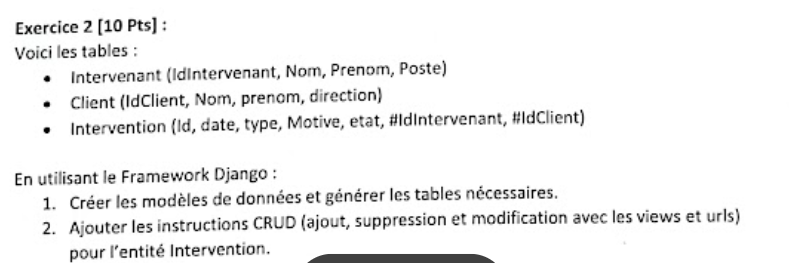 Exercice 2 [10 Pts] :
Voici les tables :
• Intervenant (IdIntervenant, Nom, Prenom, Poste)
• Client (IdClient, Nom, prenom, direction)
• Intervention (Id, date, type, Motive, etat, #IdIntervenant, #IdClient)
En utilisant le Framework Django :
1. Créer les modèles de données et générer les tables nécessaires.
2. Ajouter les instructions CRUD (ajout, suppression et modification avec les views et urls)
pour l'entité Intervention.